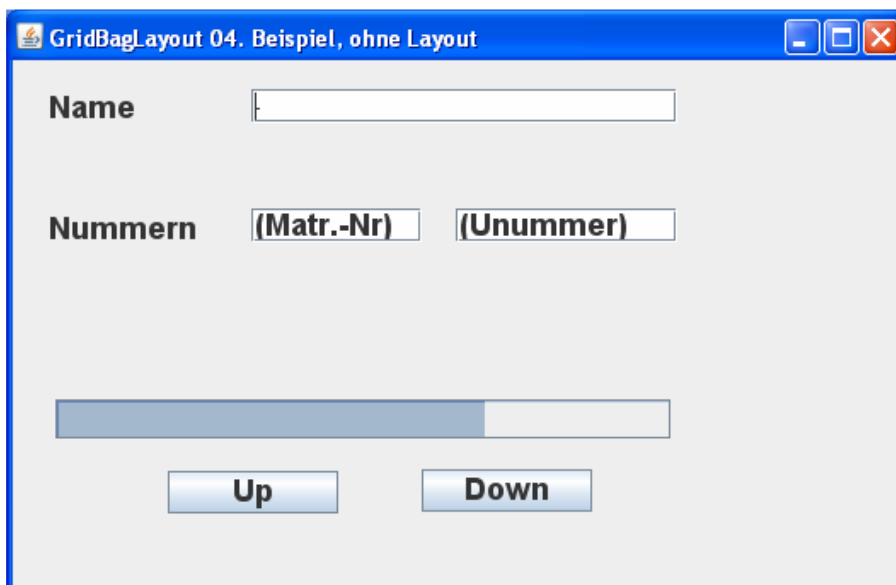 GridBagLayout 04. Beispiel, ohne Layout
Name
Nummern (Matr.-Nr) (Unummer)
Up Down